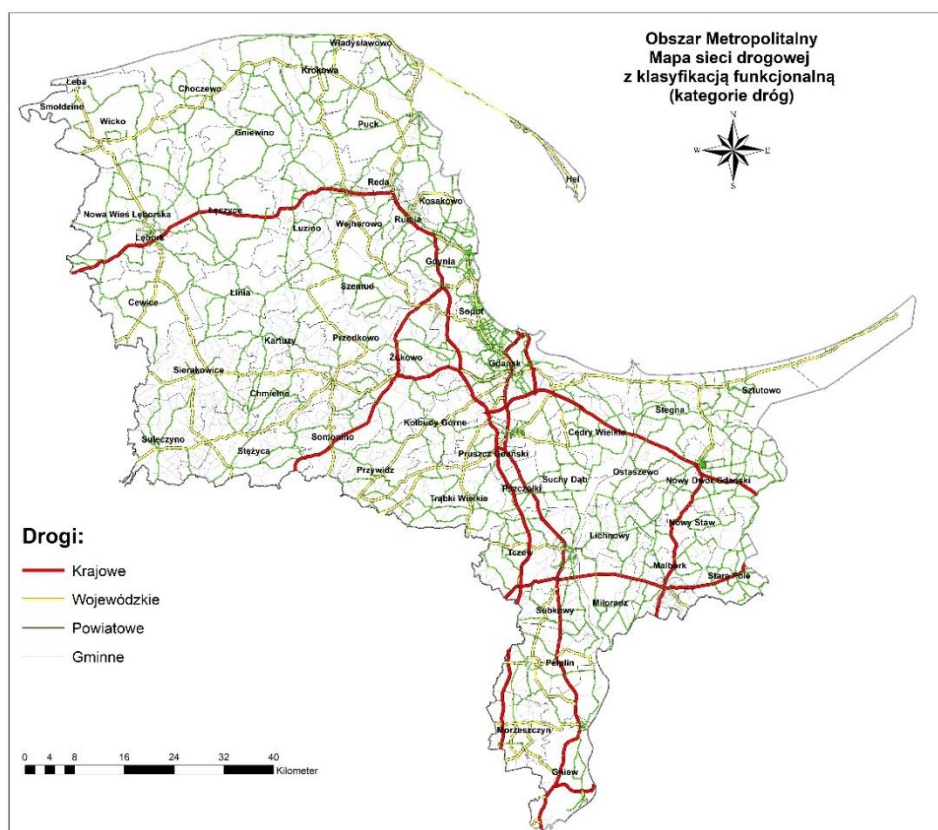 Obszar Metropolitalny
Mapa sieci drogowej
z klasyfikacją funkcjonalną
(kategorie dróg)
N
W
E
S
Władysławowo
Łeba
Krokowa
Choczewo
Smołdzino
Wicko
Puck
Gniewino
Hel
Reda
Kosakowo
Nowa Wieś Lęborska
Łęczyce
Rumia
Luzino
Wejherowo
Lębork
Gdynia
Szemud
Linia
Cewice
Sopot
Kartuzy
Przodkowo
Żukowo
Gdańsk
Sierakowice
Chmielno
Sztutowo
Stegna
Kolbudy Górne
Cedry Wielkie
Sulęczyno
Somonino
Stężyca
Pruszcz Gdański
Przywidz
Ostaszewo
Suchy Dąb
Nowy Dwór Gdański
Pszczółki
Trąbki Wielkie
Nowy Staw
Lichnowy
Tczew
Malbork
Stare Pole
Miłoradz
Subkowy
Pelplin
Morzeszczyn
Gniew
Drogi:
Krajowe
Wojewódzkie
Powiatowe
Gminne
0 4 8 16 24 32 40
Kilometer